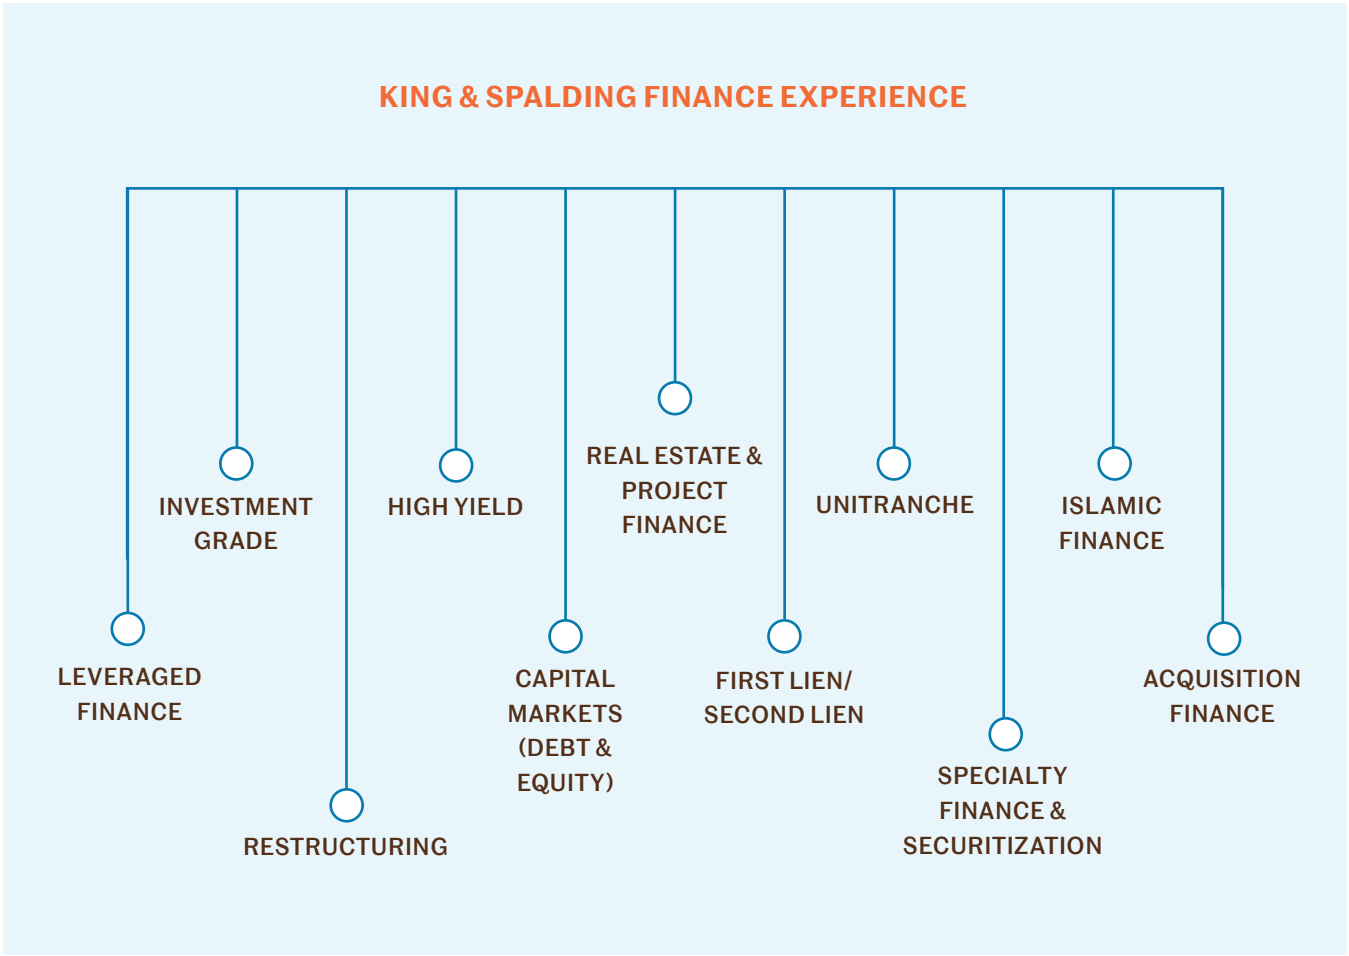 KING & SPALDING FINANCE EXPERIENCE
LEVERAGED
FINANCE
INVESTMENT
GRADE
RESTRUCTURING
HIGH YIELD
CAPITAL
MARKETS
(DEBT &
EQUITY)
REAL ESTATE &
PROJECT
FINANCE
FIRST LIEN/
SECOND LIEN
UNITRANCHE
SPECIALTY
FINANCE &
SECURITIZATION
ISLAMIC
FINANCE
ACQUISITION
FINANCE